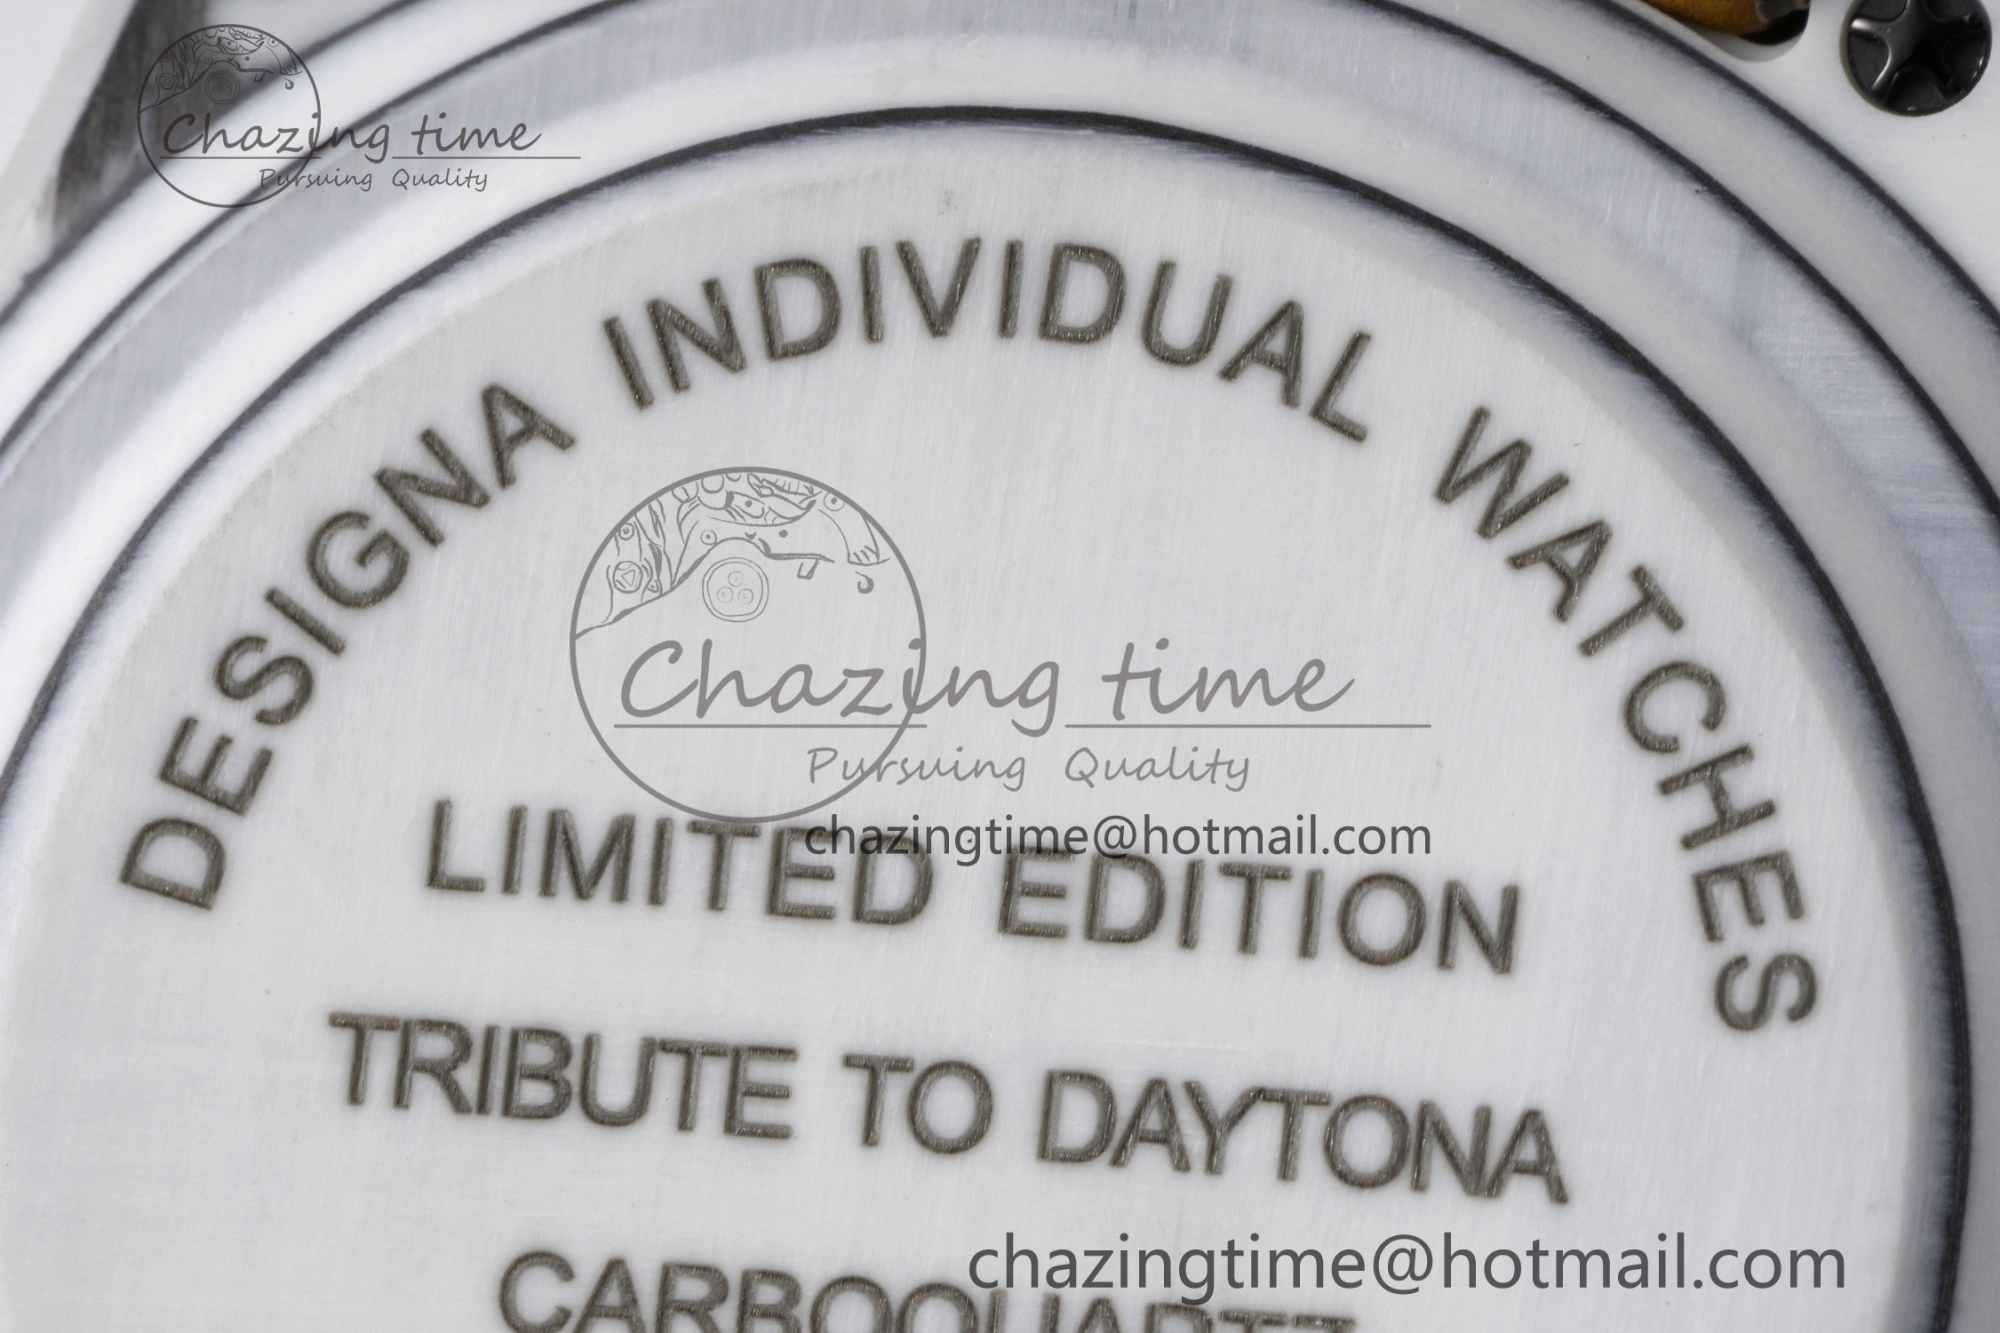 Chazing time
Pursuing Quality
DESIGNA INDIVIDUAL WATCHES
Chazing time
Pursuing Quality
chazingtime@hotmail.com
LIMITED EDITION
TRIBUTE TO DAYTONA
chazingtime@hotmail.com
CARBOQUARTZ